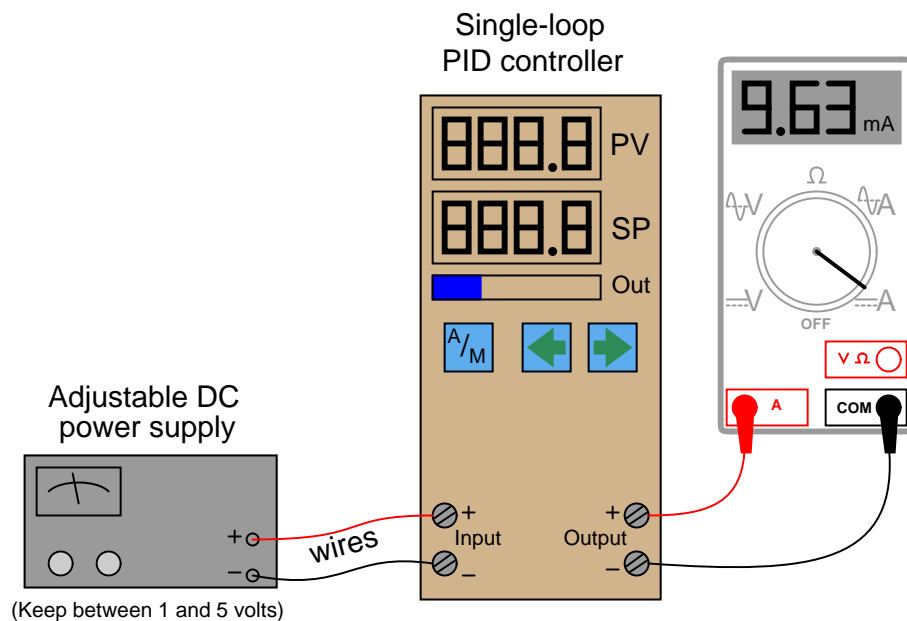 Single-loop
PID controller
9.63 mA
888.8 PV
Ω
V
A
888.8 SP
Out
V
A
OFF
A/M
V Ω
A
COM
Adjustable DC
power supply
+
+
+
wires
Input
Output
−
−
−
(Keep between 1 and 5 volts)